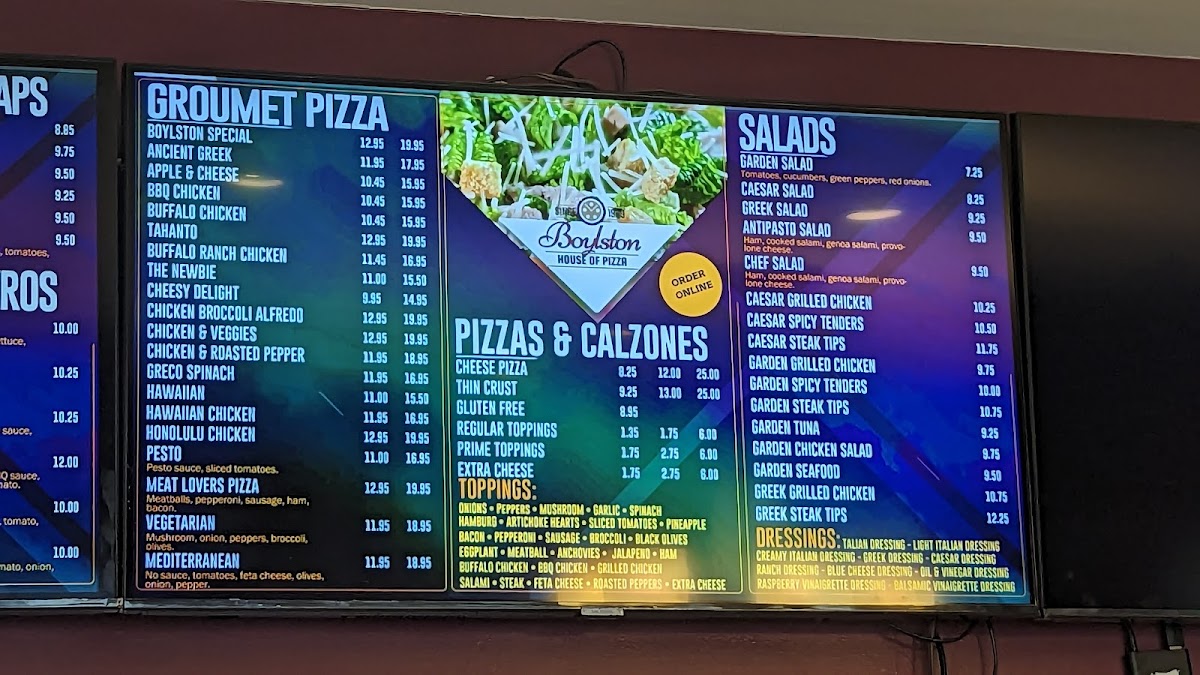 APS
8.85
9.75
9.50
9.25
9.50
9.50
, tomatoes,
ROS
10.00
ettuce,
10.25
10.25
sauce,
12.00
Q sauce.
mato.
10.00
, tomato,
10.00
mato, onion,
GROUMET PIZZA
BOYLSTON SPECIAL 12.95 19.95
ANCIENT GREEK 11.95 17.95
APPLE & CHEESE 10.45 15.95
BBQ CHICKEN 10.45 15.95
BUFFALO CHICKEN 10.45 15.95
TAHANTO 12.95 19.95
BUFFALO RANCH CHICKEN 11.45 16.95
THE NEWBIE 11.00 15.50
CHEESY DELIGHT 9.95 14.95
CHICKEN BROCCOLI ALFREDO 12.95 19.95
CHICKEN & VEGGIES 12.95 19.95
CHICKEN & ROASTED PEPPER 11.95 18.95
GRECO SPINACH 11.95 16.95
HAWAIIAN 11.00 15.50
HAWAIIAN CHICKEN 11.95 16.95
HONOLULU CHICKEN 12.95 19.95
PESTO 11.00 16.95
Pesto sauce, sliced tomatoes.
MEAT LOVERS PIZZA 12.95 19.95
Meatballs, pepperoni, sausage, ham,
bacon.
VEGETARIAN 11.95 18.95
Mushroom, onion, peppers, broccoli,
olives.
MEDITERRANEAN 11.95 18.95
No sauce, tomatoes, feta cheese, olives,
onion, pepper.
SINCE
Boylston
HOUSE OF PIZZA
ORDER
ONLINE
PIZZAS & CALZONES
CHEESE PIZZA 8.25 12.00 25.00
THIN CRUST 9.25 13.00 25.00
GLUTEN FREE 8.95
REGULAR TOPPINGS 1.35 1.75 6.00
PRIME TOPPINGS 1.75 2.75 6.00
EXTRA CHEESE 1.75 2.75 6.00
TOPPINGS:
ONIONS • PEPPERS • MUSHROOM • GARLIC • SPINACH
HAMBURG • ARTICHOKE HEARTS • SLICED TOMATOES • PINEAPPLE
BACON • PEPPERONI • SAUSAGE • BROCCOLI • BLACK OLIVES
EGGPLANT • MEATBALL • ANCHOVIES • JALAPENO • HAM
BUFFALO CHICKEN • BBQ CHICKEN • GRILLED CHICKEN
SALAMI • STEAK • FETA CHEESE • ROASTED PEPPERS • EXTRA CHEESE
SALADS
GARDEN SALAD 7.25
Tomatoes, cucumbers, green peppers, red onions.
CAESAR SALAD 8.25
GREEK SALAD 9.25
ANTIPASTO SALAD 9.50
Ham, cooked salami, genoa salami, provo-
lone cheese.
CHEF SALAD 9.50
Ham, cooked salami, genoa salami, provo-
lone cheese.
CAESAR GRILLED CHICKEN 10.25
CAESAR SPICY TENDERS 10.50
CAESAR STEAK TIPS 11.75
GARDEN GRILLED CHICKEN 9.75
GARDEN SPICY TENDERS 10.00
GARDEN STEAK TIPS 10.75
GARDEN TUNA 9.25
GARDEN CHICKEN SALAD 9.75
GARDEN SEAFOOD 9.50
GREEK GRILLED CHICKEN 10.75
GREEK STEAK TIPS 12.25
DRESSINGS: TALIAN DRESSING - LIGHT ITALIAN DRESSING
CREAMY ITALIAN DRESSING - GREEK DRESSING - CAESAR DRESSING
RANCH DRESSING - BLUE CHEESE DRESSING - OIL & VINEGAR DRESSING
RASPBERRY VINAIGRETTE DRESSING - BALSAMIC VINAIGRETTE DRESSING